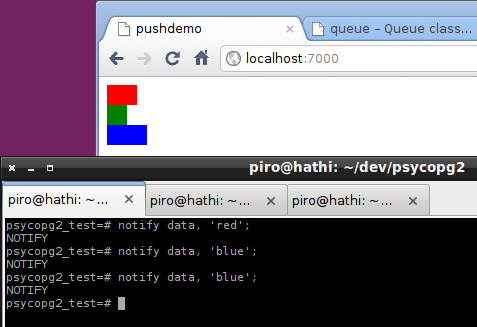 pushdemo
queue – Queue class...
localhost:7000
piro@hathi: ~/dev/psycopg2
piro@hathi: ~... piro@hathi: ~... piro@hathi: ~...
psycopg2_test=# notify data, 'red';
NOTIFY
psycopg2_test=# notify data, 'blue';
NOTIFY
psycopg2_test=# notify data, 'blue';
NOTIFY
psycopg2_test=#